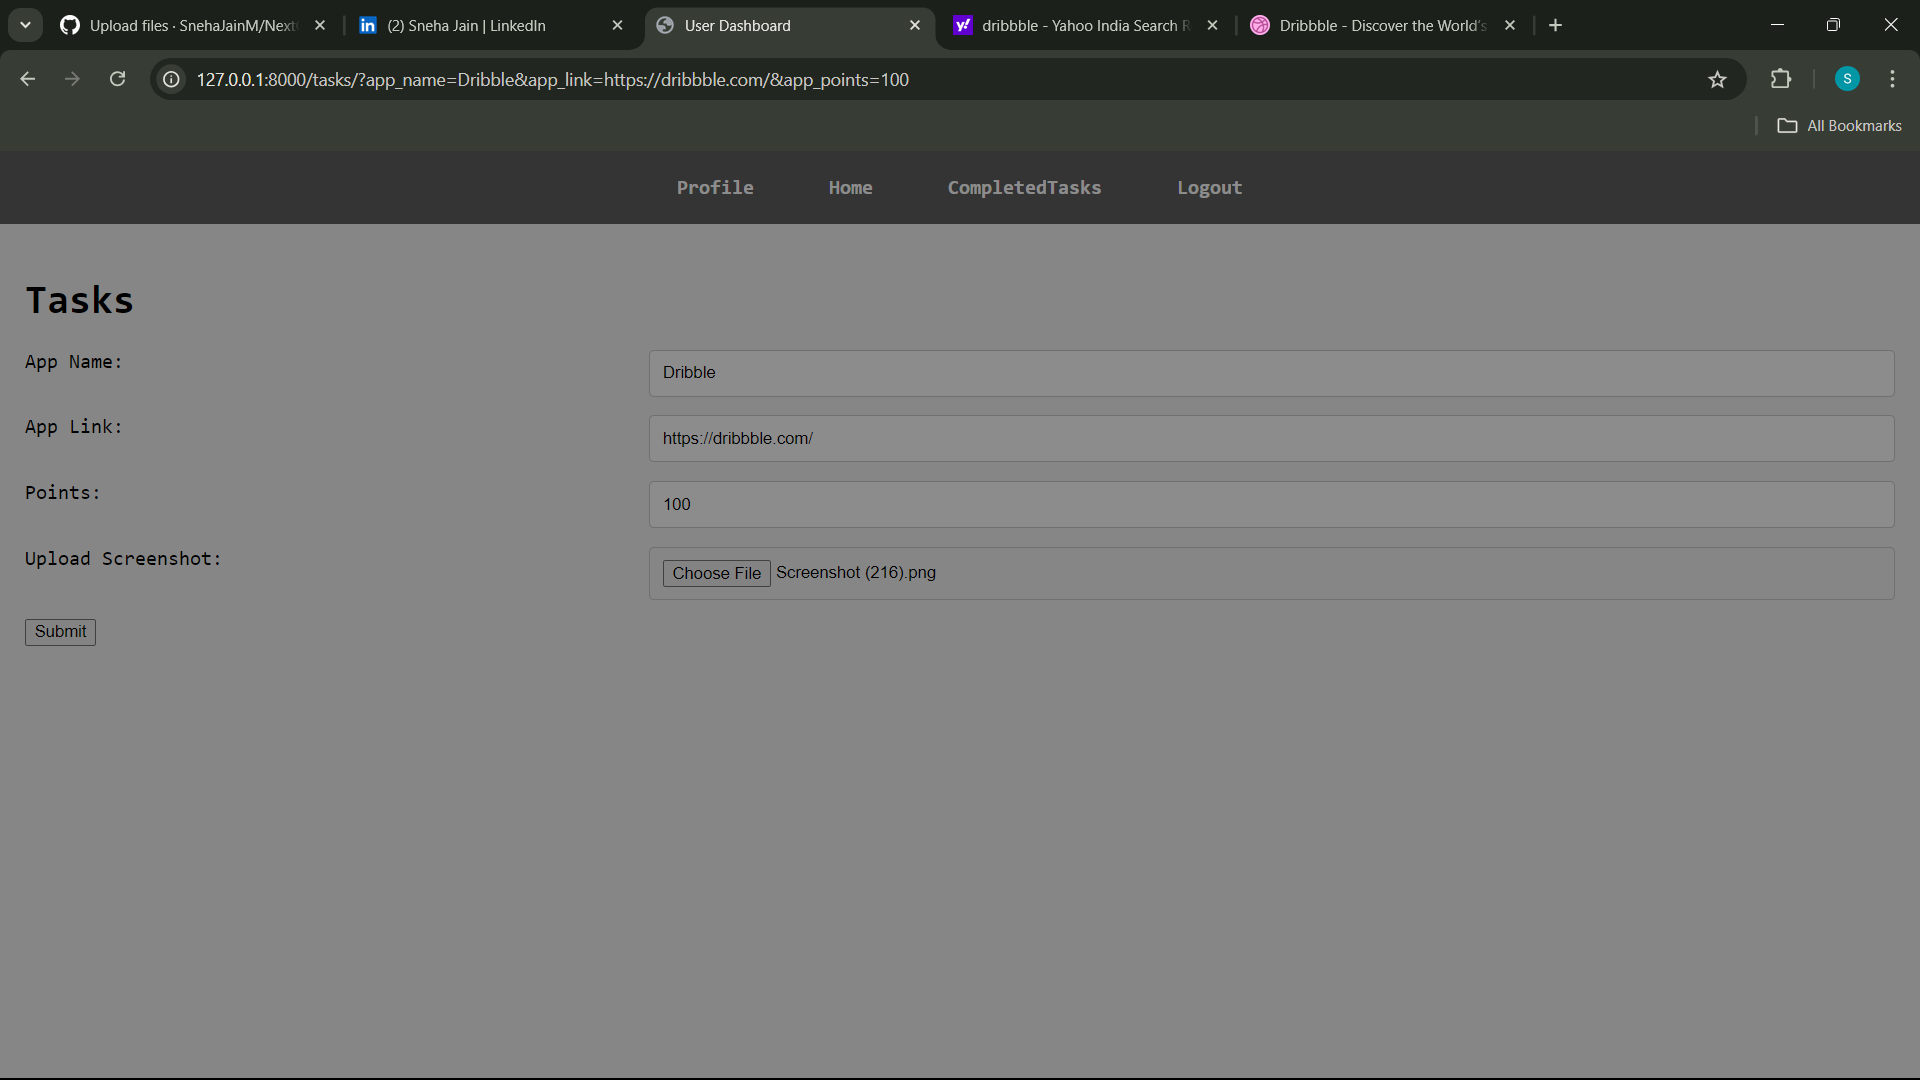 Upload files · SnehaJainM/Next
(2) Sneha Jain | LinkedIn
User Dashboard
dribbble - Yahoo India Search R
Dribbble - Discover the World's
127.0.0.1:8000/tasks/?app_name=Dribble&app_link=https://dribbble.com/&app_points=100
S
All Bookmarks
Profile Home CompletedTasks Logout
Tasks
App Name: Dribble
App Link: https://dribbble.com/
Points: 100
Upload Screenshot: Choose File Screenshot (216).png
Submit